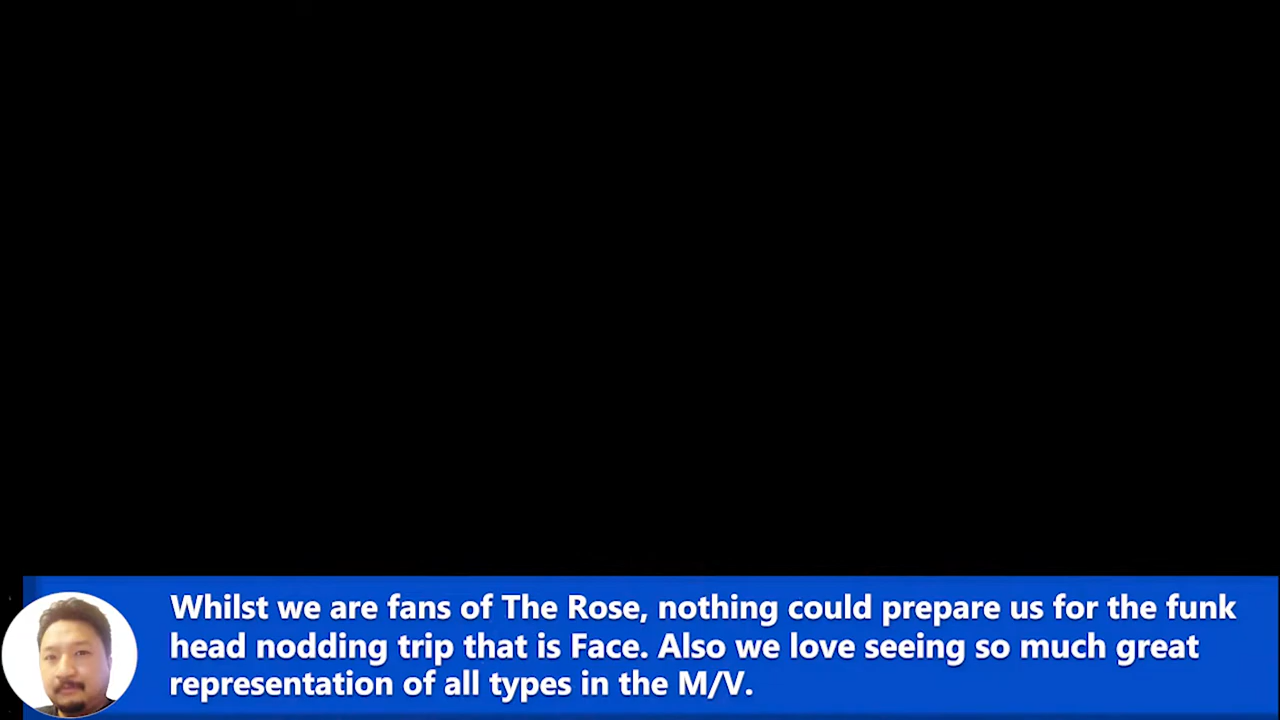 Whilst we are fans of The Rose, nothing could prepare us for the funk
head nodding trip that is Face. Also we love seeing so much great
representation of all types in the M/V.